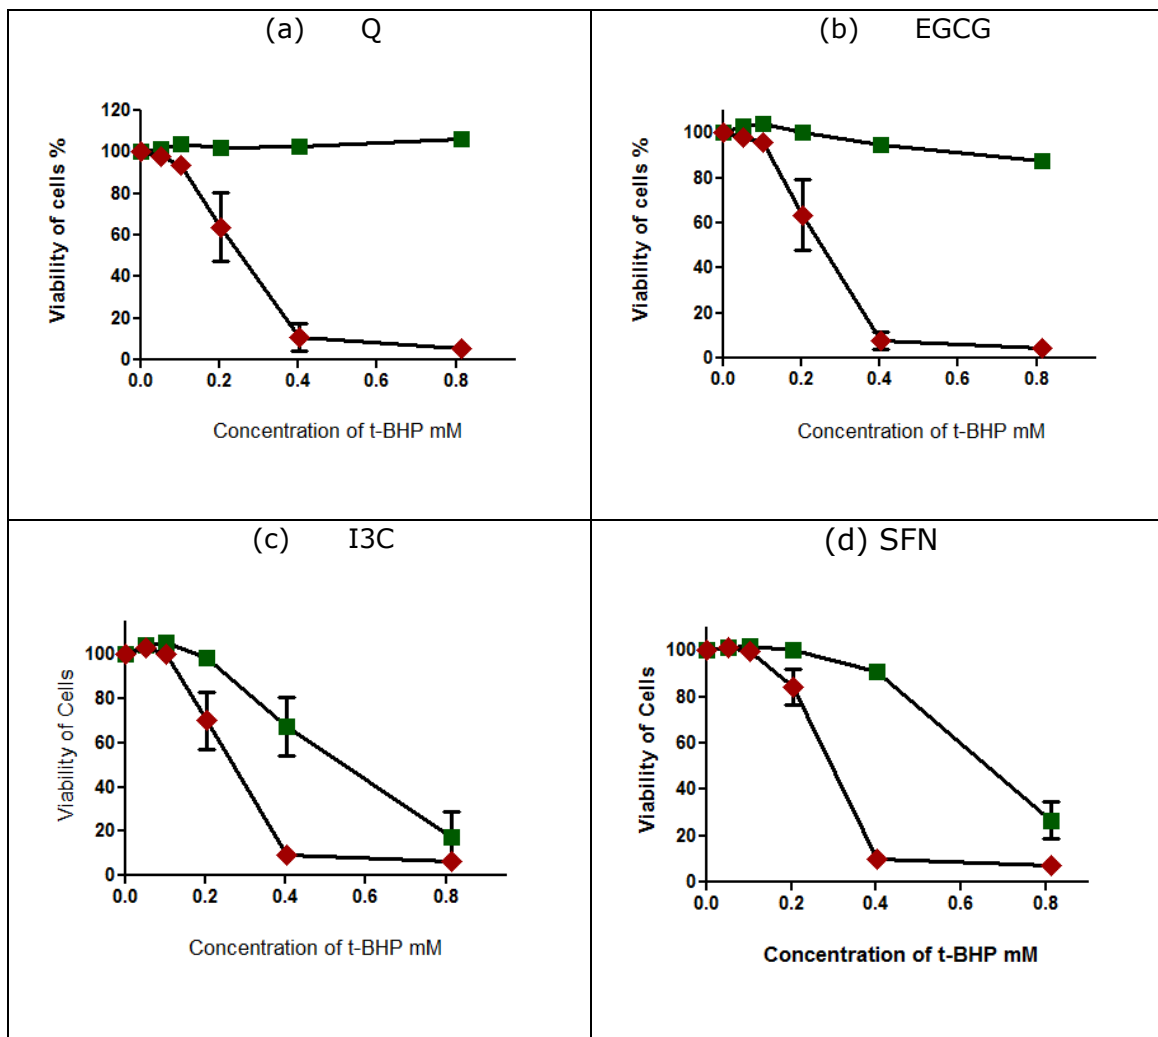 (a) Q
120
100
80
60
40
20
0
Viability of cells %
0.0 0.2 0.4 0.6 0.8
Concentration of t-BHP mM
(b) EGCG
100
80
60
40
20
0
Viability of cells %
0.0 0.2 0.4 0.6 0.8
Concentration of t-BHP mM
(c) I3C
100
80
60
40
20
0
Viability of Cells
0.0 0.2 0.4 0.6 0.8
Concentration of t-BHP mM
(d) SFN
100
80
60
40
20
0
Viability of Cells
0.0 0.2 0.4 0.6 0.8
Concentration of t-BHP mM